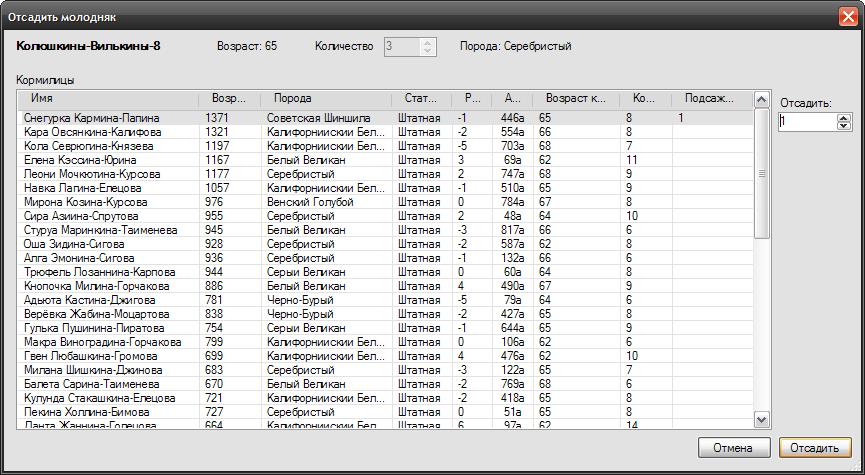 Отсадить молодняк
Колюшкины-Вилькины-8 Возраст: 65 Количество 3 Порода: Серебристый
Кормилицы
Имя Возр... Порода Стат... Р... А... Возраст к... Ко... Подсаж...
Отсадить:
1
Снегурка Кармина-Папина 1371 Советская Шиншила Штатная -1 446а 65 8 1
Кара Овсянкина-Калифова 1321 Калифорнииский Бел... Штатная -2 554а 66 8
Кола Севрюгина-Князева 1197 Калифорнииский Бел... Штатная -5 703а 68 7
Елена Кэссина-Юрина 1167 Белый Великан Штатная 3 69а 62 11
Леони Мочкютина-Курсова 1177 Серебристый Штатная 2 747а 68 9
Навка Лапина-Елецова 1057 Калифорнииский Бел... Штатная -1 510а 65 9
Мирона Козина-Курсова 976 Венский Голубой Штатная 0 784а 67 8
Сира Азиина-Спрутова 955 Серебристый Штатная 2 48а 64 10
Стуруа Маринкина-Таименева 945 Белый Великан Штатная -3 817а 66 6
Оша Зидина-Сигова 928 Серебристый Штатная -2 587а 62 8
Алга Эмонина-Сигова 936 Серебристый Штатная -1 132а 66 6
Трюфель Лозаннина-Карпова 944 Серыи Великан Штатная 0 60а 64 8
Кнопочка Милина-Горчакова 886 Белый Великан Штатная 4 490а 67 9
Адьюта Кастина-Джигова 781 Черно-Бурый Штатная -5 79а 64 6
Верёвка Жабина-Моцартова 838 Черно-Бурый Штатная -2 427а 65 8
Гулька Пушинина-Пиратова 754 Серыи Великан Штатная -1 644а 65 9
Макра Виноградина-Горчакова 799 Калифорнииский Бел... Штатная 0 106а 62 6
Гвен Любашкина-Громова 699 Калифорнииский Бел... Штатная 4 476а 62 10
Милана Шишкина-Джинова 683 Серебристый Штатная -3 122а 65 7
Балета Сарина-Таименева 670 Белый Великан Штатная -2 769а 68 6
Кулунда Стакашкина-Елецова 721 Калифорнииский Бел... Штатная -2 418а 65 8
Пекина Холлина-Бимова 727 Серебристый Штатная 0 51а 65 8
Ланта Жаннина-Голецова 664 Калифорнииский Бел... Штатная 6 97а 62 14
Отмена Отсадить